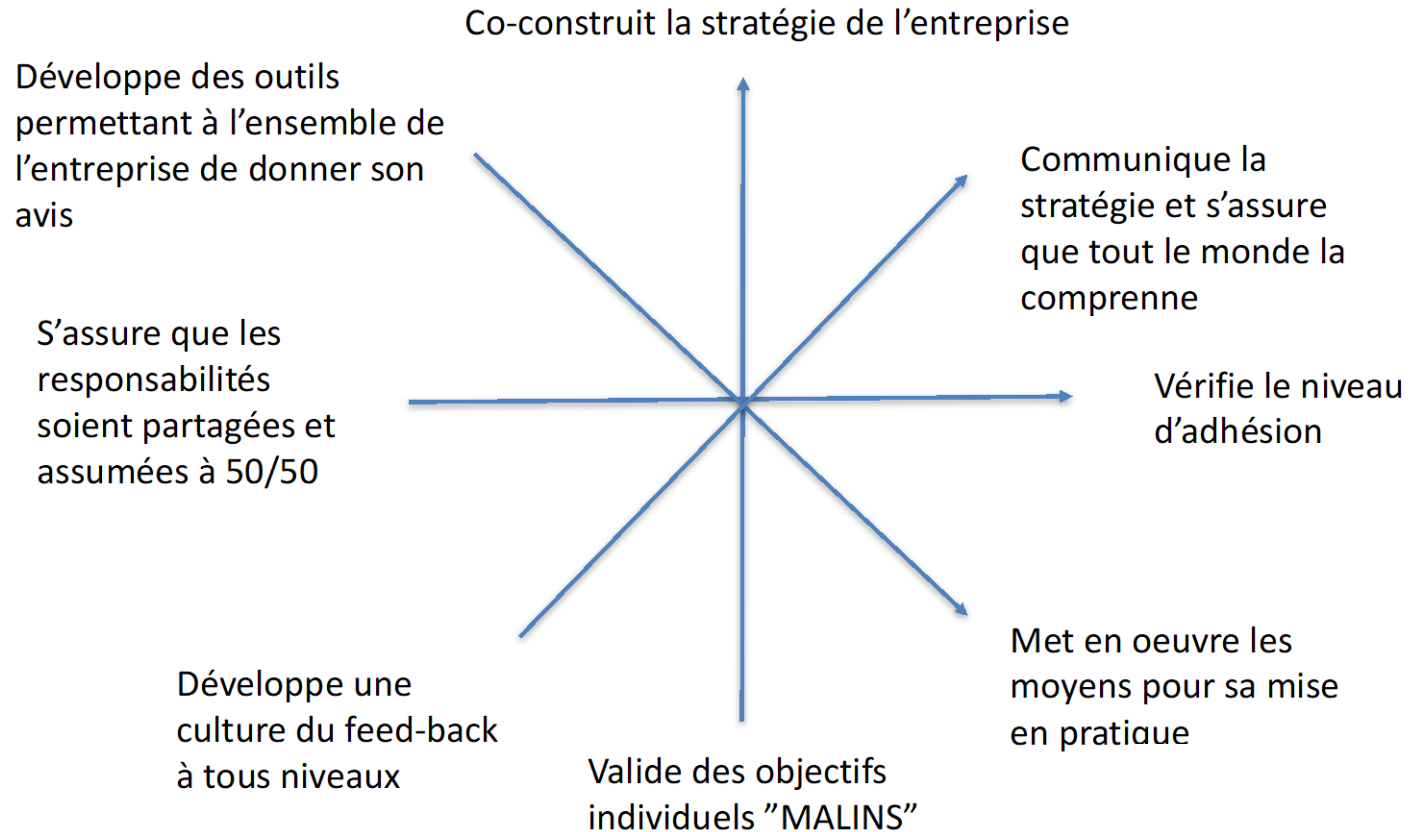 Co-construit la stratégie de l’entreprise
Développe des outils
permettant à l’ensemble de
l’entreprise de donner son
avis
Communique la
stratégie et s’assure
que tout le monde la
comprenne
S’assure que les
responsabilités
soient partagées et
assumées à 50/50
Vérifie le niveau
d’adhésion
Met en oeuvre les
moyens pour sa mise
en pratique
Développe une
culture du feed-back
à tous niveaux
Valide des objectifs
individuels ”MALINS”